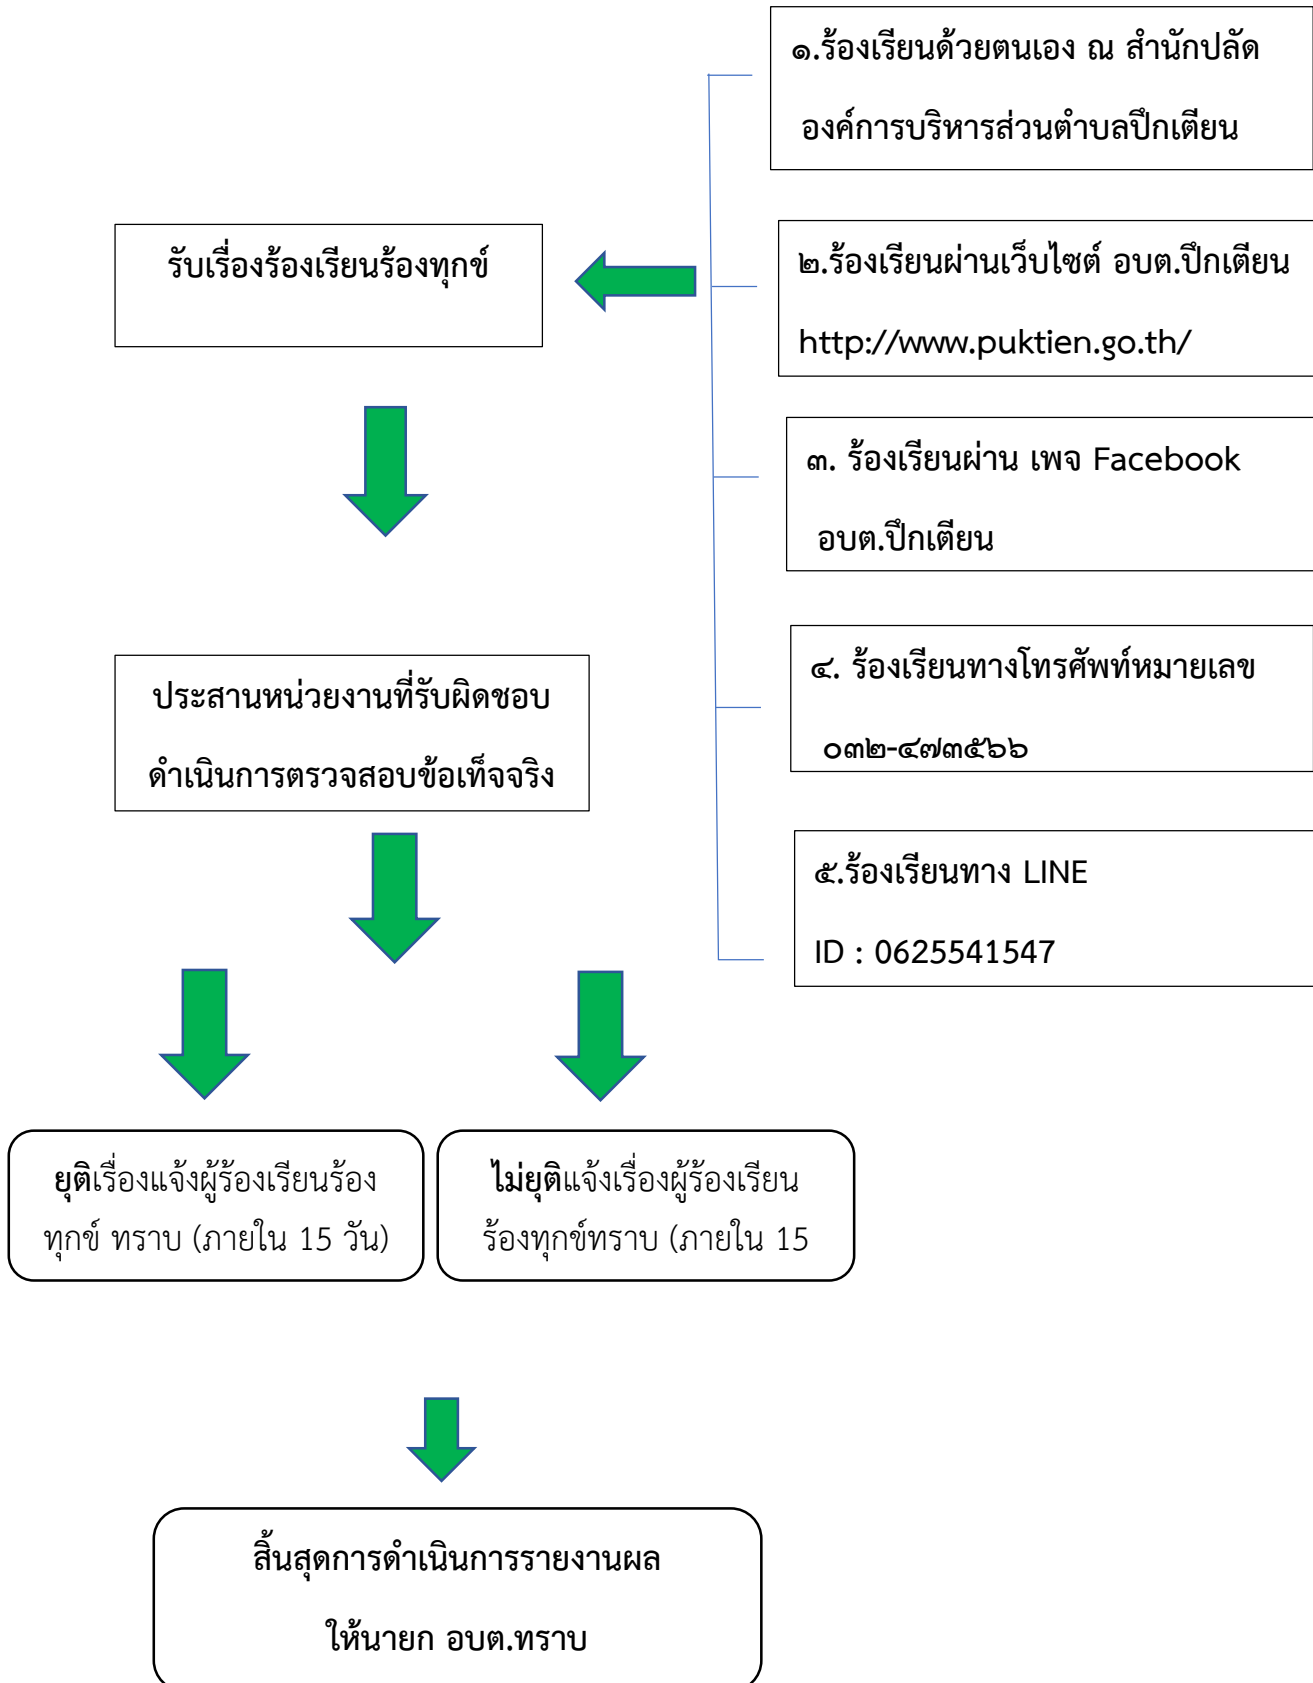 ๑.ร้องเรียนด้วยตนเอง ณ สำนักปลัด
องค์การบริหารส่วนตำบลปึกเตียน
รับเรื่องร้องเรียนร้องทุกข์
๒.ร้องเรียนผ่านเว็บไซต์ อบต.ปึกเตียน
http://www.puktien.go.th/
๓. ร้องเรียนผ่าน เพจ Facebook
อบต.ปึกเตียน
๔. ร้องเรียนทางโทรศัพท์หมายเลข
๐๓๒-๔๗๓๕๖๖
ประสานหน่วยงานที่รับผิดชอบ
ดำเนินการตรวจสอบข้อเท็จจริง
๕.ร้องเรียนทาง LINE
ID : 0625541547
ยุติเรื่องแจ้งผู้ร้องเรียนร้อง
ทุกข์ ทราบ (ภายใน 15 วัน)
ไม่ยุติแจ้งเรื่องผู้ร้องเรียน
ร้องทุกข์ทราบ (ภายใน 15
สิ้นสุดการดำเนินการรายงานผล
ให้นายก อบต.ทราบ